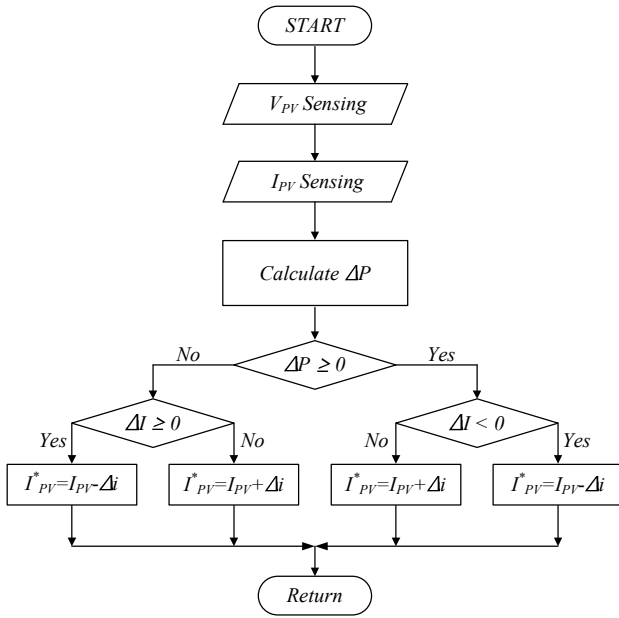 START
V_PV Sensing
I_PV Sensing
Calculate ΔP
No
ΔP ≥ 0
Yes
ΔI ≥ 0
ΔI < 0
Yes
No
No
Yes
I*_PV=I_PV-Δi
I*_PV=I_PV+Δi
I*_PV=I_PV+Δi
I*_PV=I_PV-Δi
Return